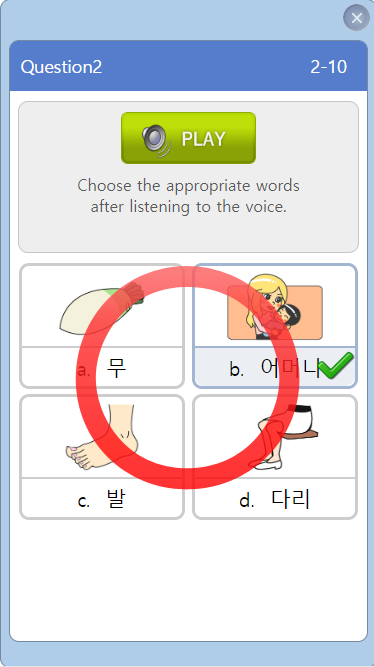 Question2 2-10
PLAY
Choose the appropriate words
after listening to the voice.
a. 무
b. 어머니
c. 발
d. 다리